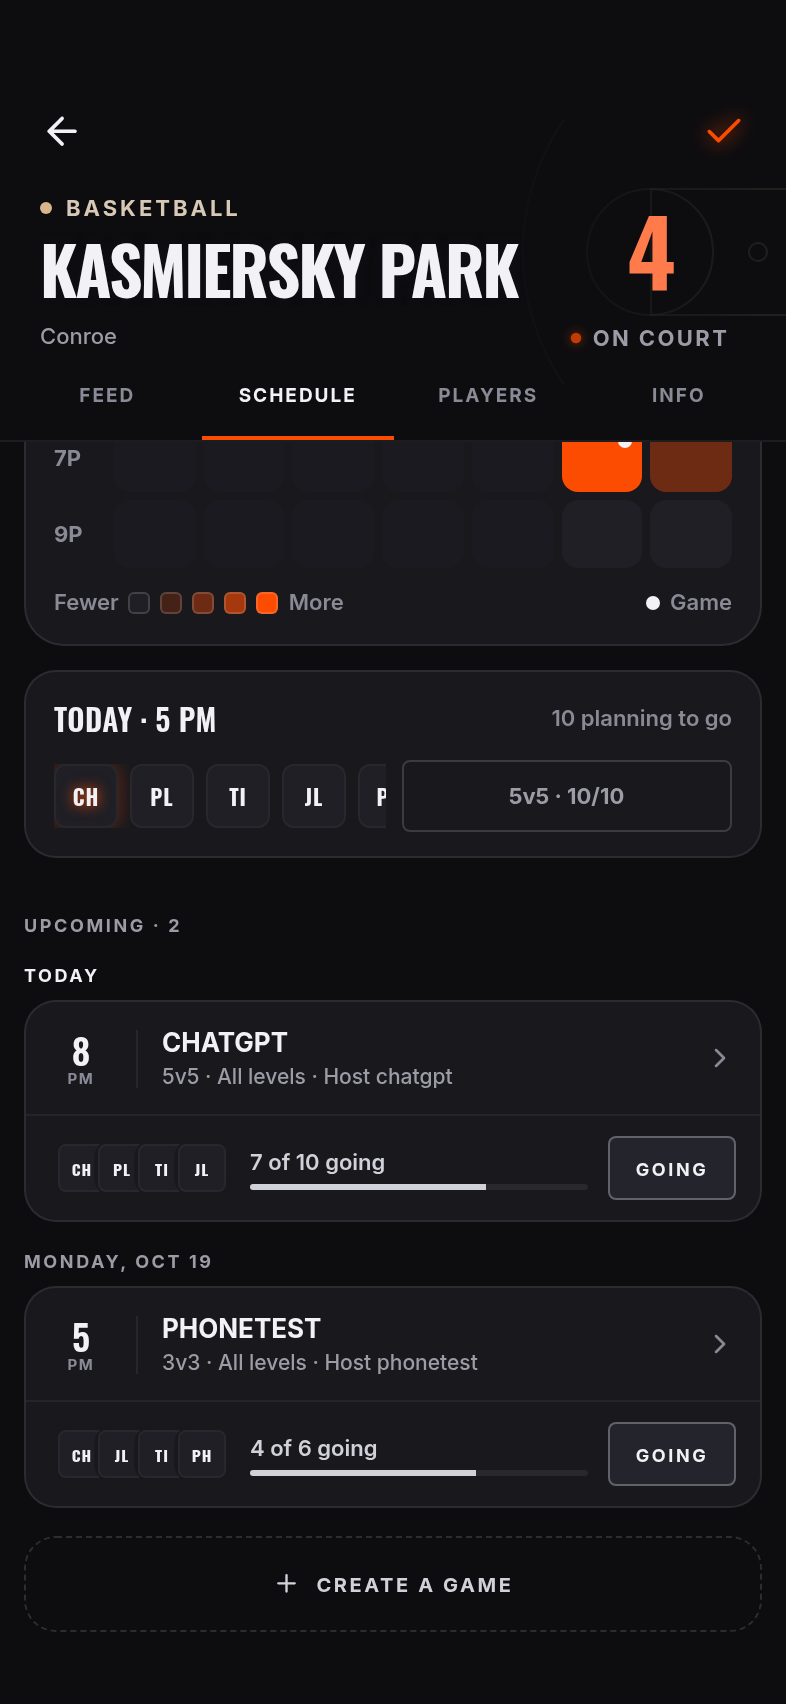 BASKETBALL
KASMIERSKY PARK
4
Conroe
ON COURT
FEED SCHEDULE PLAYERS INFO
7P
9P
Fewer More Game
TODAY · 5 PM 10 planning to go
CH PL TI JL P 5v5 · 10/10
UPCOMING · 2
TODAY
8 PM
CHATGPT
5v5 · All levels · Host chatgpt
CH PL TI JL 7 of 10 going GOING
MONDAY, OCT 19
5 PM
PHONETEST
3v3 · All levels · Host phonetest
CH JL TI PH 4 of 6 going GOING
+ CREATE A GAME